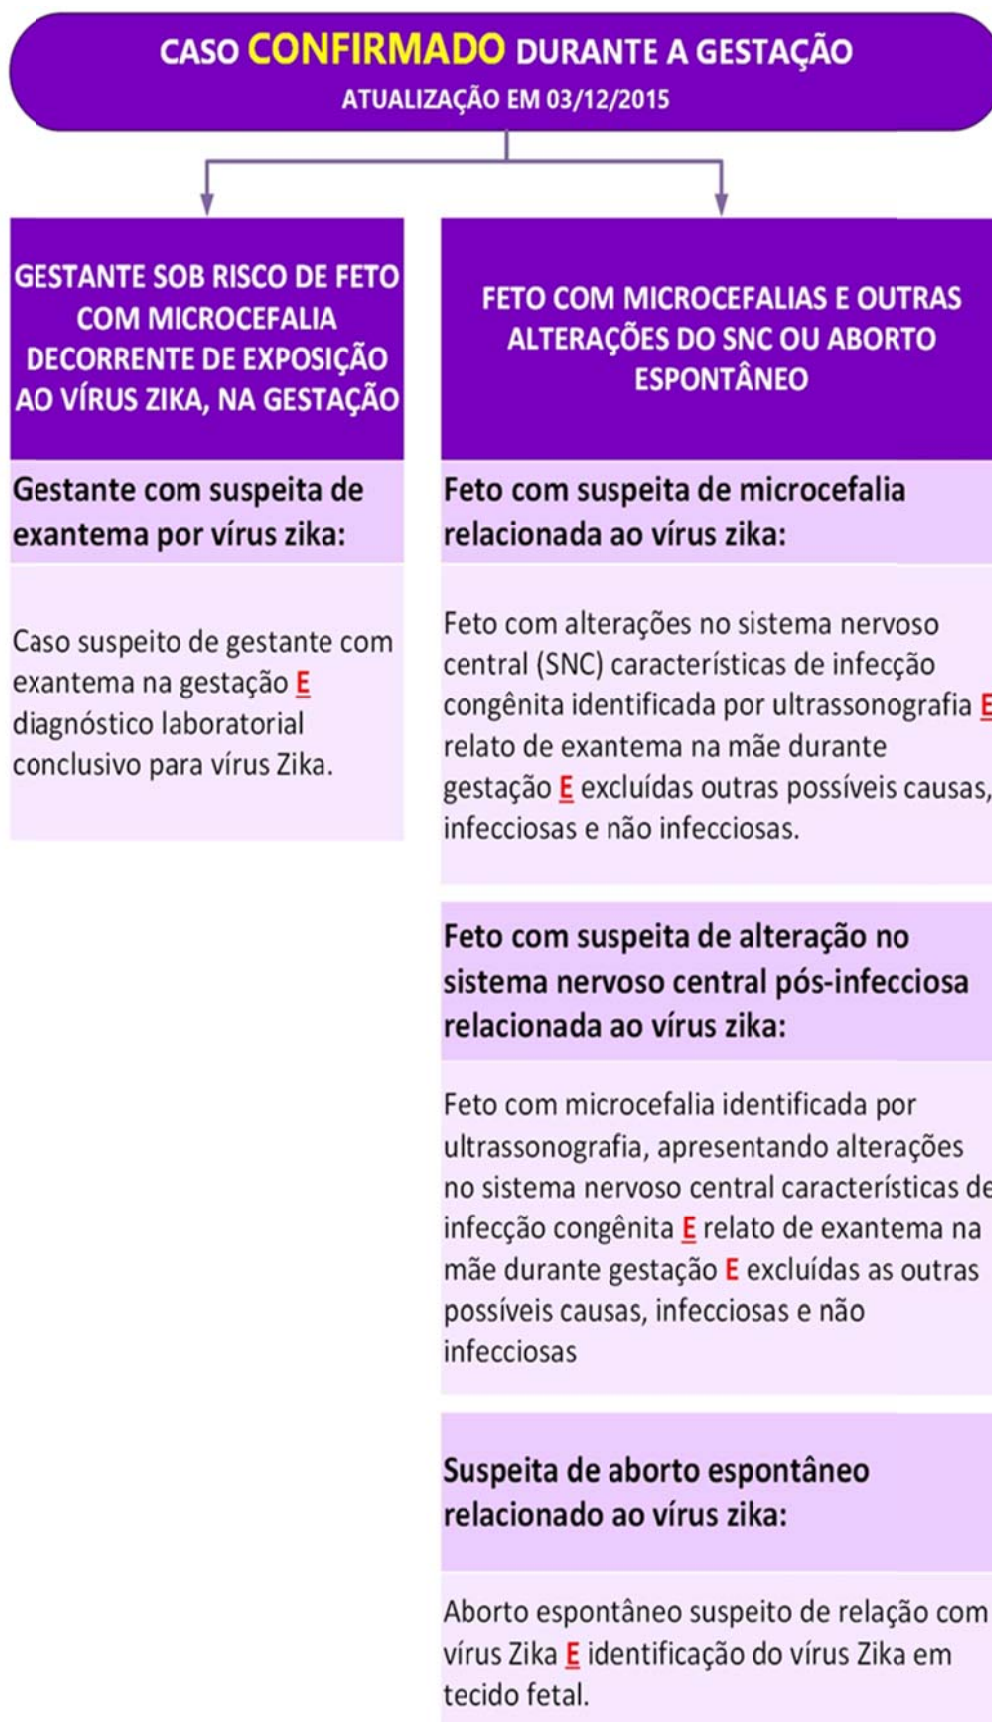 CASO CONFIRMADO DURANTE A GESTAÇÃO
ATUALIZAÇÃO EM 03/12/2015
GESTANTE SOB RISCO DE FETO
COM MICROCEFALIA
DECORRENTE DE EXPOSIÇÃO
AO VÍRUS ZIKA, NA GESTAÇÃO
Gestante com suspeita de
exantema por vírus zika:
Caso suspeito de gestante com
exantema na gestação E
diagnóstico laboratorial
conclusivo para vírus Zika.
FETO COM MICROCEFALIAS E OUTRAS
ALTERAÇÕES DO SNC OU ABORTO
ESPONTÂNEO
Feto com suspeita de microcefalia
relacionada ao vírus zika:
Feto com alterações no sistema nervoso
central (SNC) características de infecção
congênita identificada por ultrassonografia E
relato de exantema na mãe durante
gestação E excluídas outras possíveis causas,
infecciosas e não infecciosas.
Feto com suspeita de alteração no
sistema nervoso central pós-infecciosa
relacionada ao vírus zika:
Feto com microcefalia identificada por
ultrassonografia, apresentando alterações
no sistema nervoso central características de
infecção congênita E relato de exantema na
mãe durante gestação E excluídas as outras
possíveis causas, infecciosas e não
infecciosas
Suspeita de aborto espontâneo
relacionado ao vírus zika:
Aborto espontâneo suspeito de relação com
vírus Zika E identificação do vírus Zika em
tecido fetal.